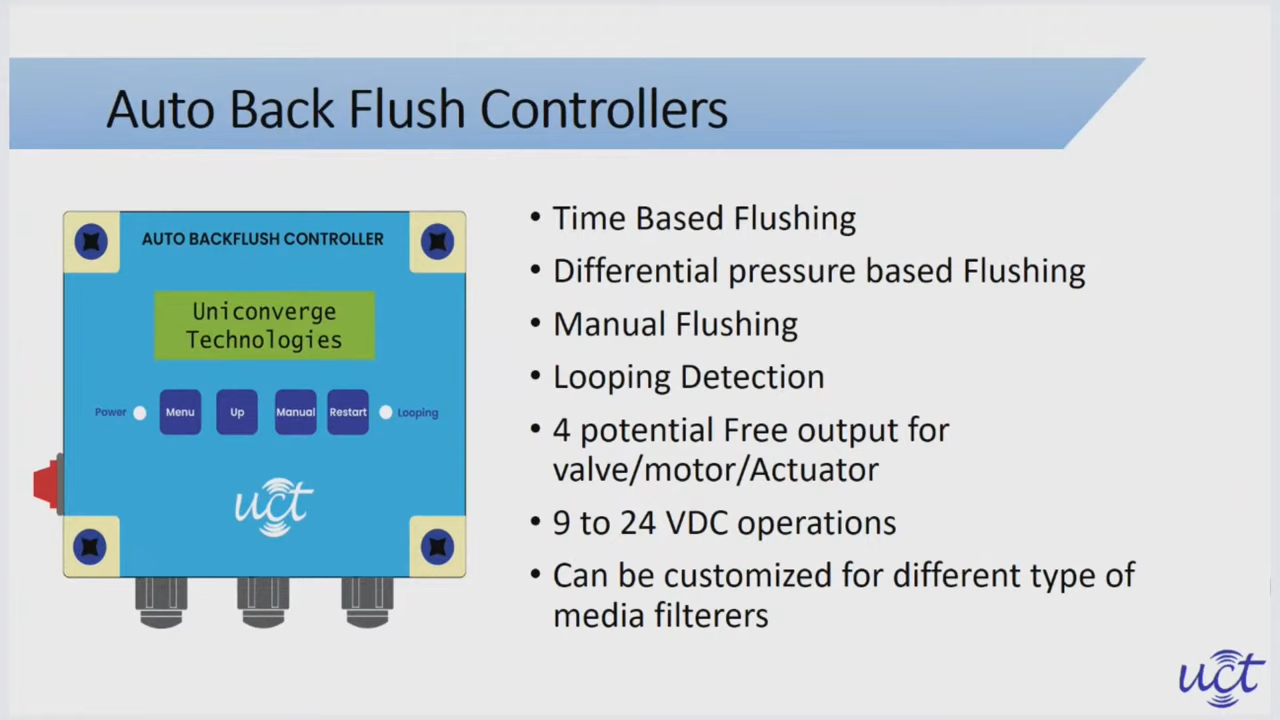 Auto Back Flush Controllers
AUTO BACKFLUSH CONTROLLER
Uniconverge
Technologies
Power
Menu
Up
Manual
Restart
Looping
uct
• Time Based Flushing
• Differential pressure based Flushing
• Manual Flushing
• Looping Detection
• 4 potential Free output for
valve/motor/Actuator
• 9 to 24 VDC operations
• Can be customized for different type of
media filterers
uct